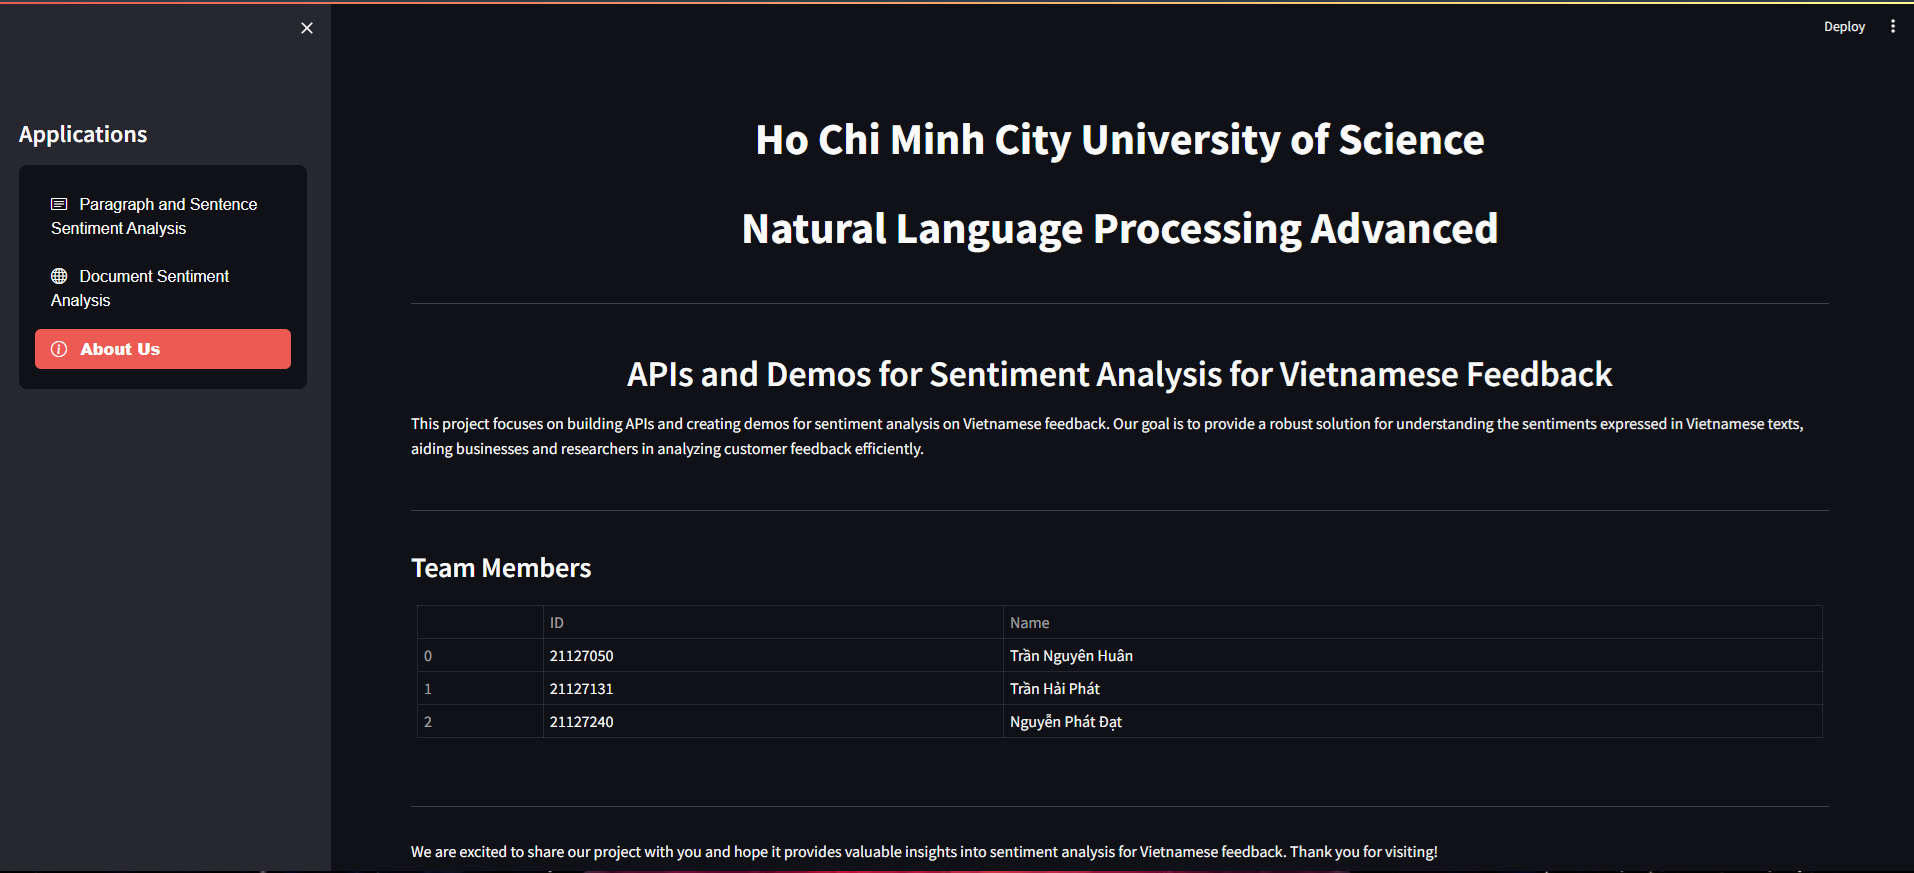 Deploy
Applications
Paragraph and Sentence
Sentiment Analysis
Document Sentiment
Analysis
About Us
Ho Chi Minh City University of Science
Natural Language Processing Advanced
APIs and Demos for Sentiment Analysis for Vietnamese Feedback
This project focuses on building APIs and creating demos for sentiment analysis on Vietnamese feedback. Our goal is to provide a robust solution for understanding the sentiments expressed in Vietnamese texts,
aiding businesses and researchers in analyzing customer feedback efficiently.
Team Members
ID Name
0 21127050 Trần Nguyên Huân
1 21127131 Trần Hải Phát
2 21127240 Nguyễn Phát Đạt
We are excited to share our project with you and hope it provides valuable insights into sentiment analysis for Vietnamese feedback. Thank you for visiting!